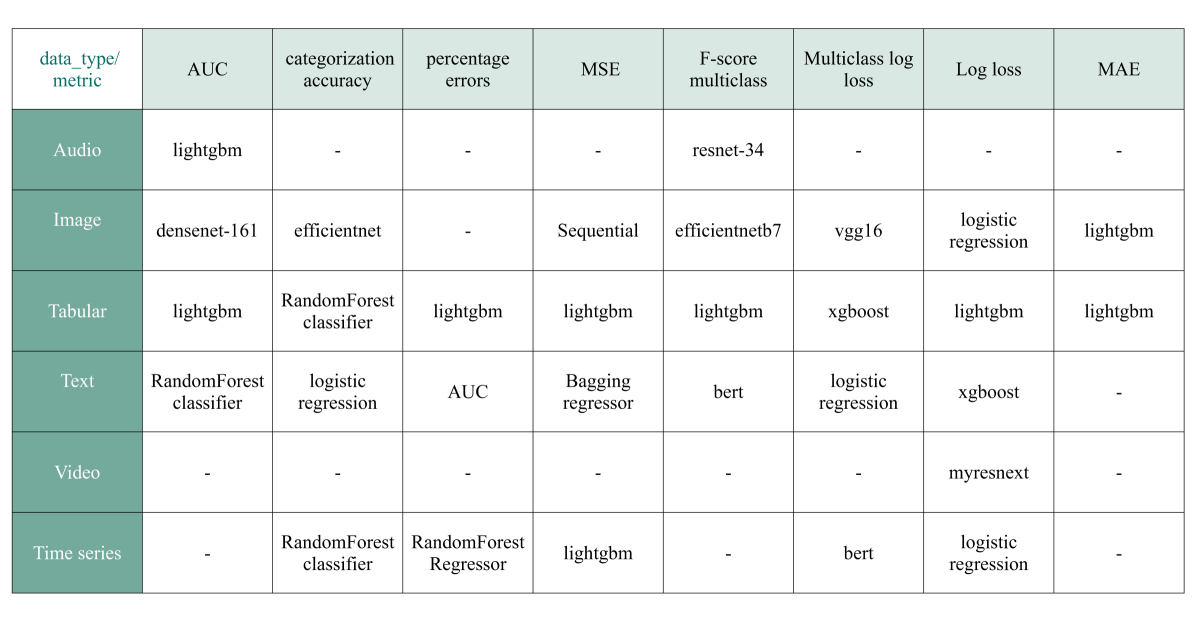 data_type/
metric
AUC
categorization
accuracy
percentage
errors
MSE
F-score
multiclass
Multiclass log
loss
Log loss
MAE
Audio
lightgbm
-
-
-
resnet-34
-
-
-
Image
densenet-161
efficientnet
-
Sequential
efficientnetb7
vgg16
logistic
regression
lightgbm
Tabular
lightgbm
RandomForest
classifier
lightgbm
lightgbm
lightgbm
xgboost
lightgbm
lightgbm
Text
RandomForest
classifier
logistic
regression
AUC
Bagging
regressor
bert
logistic
regression
xgboost
-
Video
-
-
-
-
-
-
myresnext
-
Time series
-
RandomForest
classifier
RandomForest
Regressor
lightgbm
-
bert
logistic
regression
-